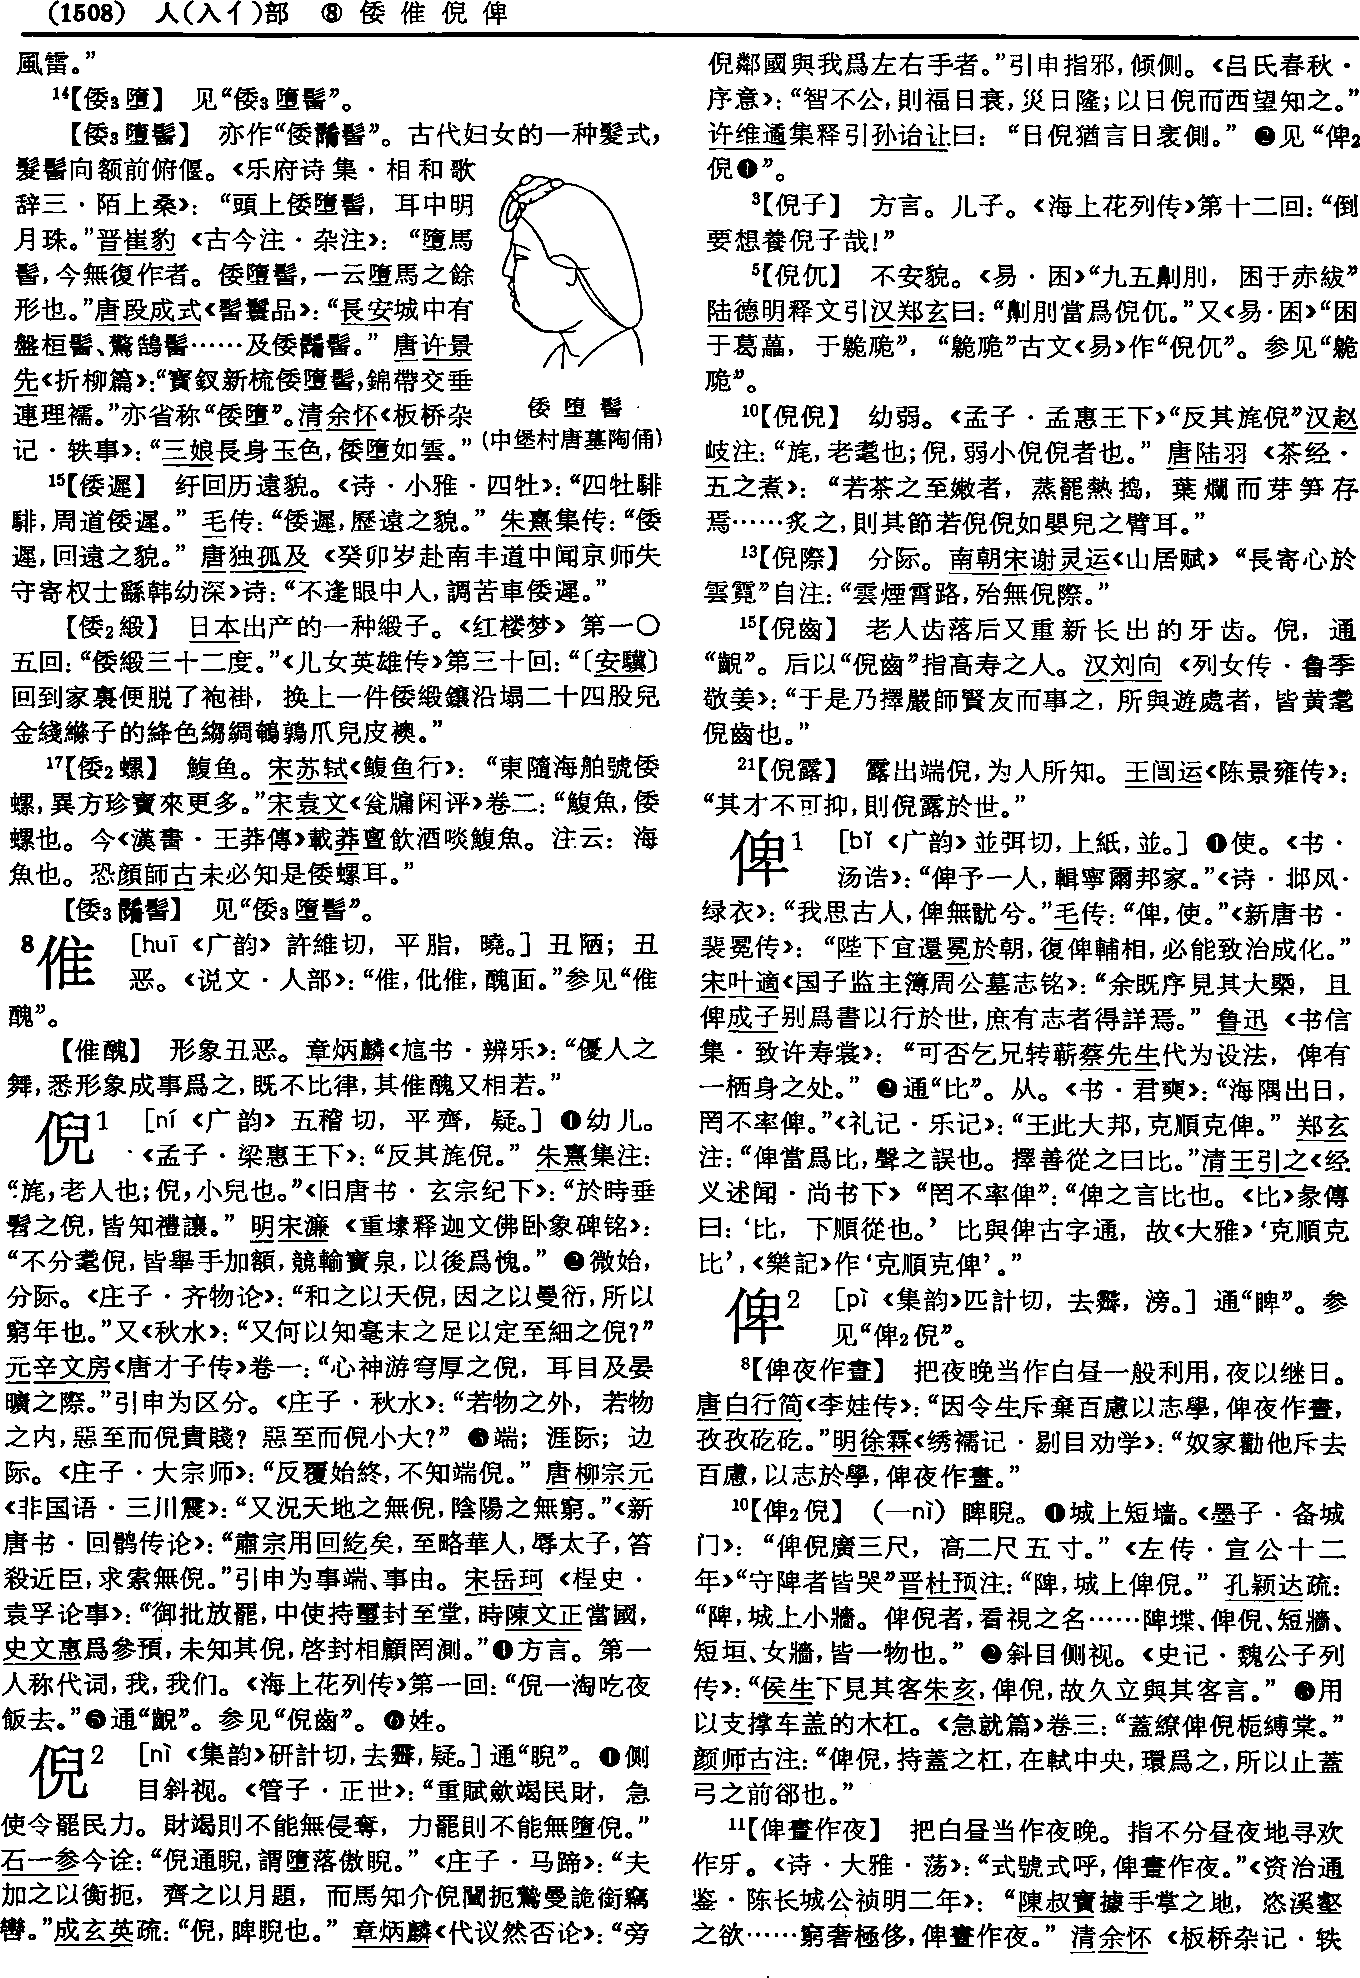 (1508) 人(入亻)部 ⑧ 倭 倠 倪 俾
風雷。”
14【倭3墮】 见“倭3墮髻”。
【倭3墮髻】 亦作“倭鬌髻”。古代妇女的一种髮式，
髮髻向额前俯偃。《乐府诗集·相和歌
辞三·陌上桑》：“頭上倭墮髻，耳中明
月珠。”晋崔豹《古今注·杂注》：“墮馬
髻，今無復作者。倭墮髻，一云墮馬之餘
形也。”唐段成式《髻鬟品》：“長安城中有
盤桓髻、驚鵠髻……及倭鬌髻。”唐许景
先《折柳篇》：“寳釵新梳倭墮髻，錦帶交垂
連理襦。”亦省称“倭墮”。清余怀《板桥杂
记·轶事》：“三娘長身玉色，倭墮如雲。”
倭堕髻
(中堡村唐墓陶俑)
15【倭遲】 纡回历遠貌。《诗·小雅·四牡》：“四牡騑
騑，周道倭遲。”毛传：“倭遲，歷遠之貌。”朱熹集传：“倭
遲，回遠之貌。”唐独孤及《癸卯岁赴南丰道中闻京师失
守寄权士繇韩幼深》诗：“不逢眼中人，調苦車倭遲。”
【倭2緞】 日本出产的一种緞子。《红楼梦》第一〇
五回：“倭緞三十二度。”《儿女英雄传》第三十回：“〔安驥〕
回到家裏便脱了袍褂，换上一件倭緞鑲沿塌二十四股兒
金綫縧子的絳色縐綢鵪鶉爪兒皮襖。”
17【倭2螺】 鰒鱼。宋苏轼《鳆鱼行》：“東隨海舶號倭
螺，異方珍寳來更多。”宋袁文《瓮牖闲评》卷二：“鰒魚，倭
螺也。今《漢書·王莽傳》載莽亶飲酒啖鰒魚。注云：海
魚也。恐顔師古未必知是倭螺耳。”
【倭3鬌髻】 见“倭3墮髻”。
8倠 [huī《广韵》許維切，平脂，曉。] 丑陋；丑
恶。《说文·人部》：“倠，仳倠，醜面。”参见“倠
醜”。
【倠醜】 形象丑恶。章炳麟《訄书·辨乐》：“優人之
舞，悉形象成事爲之，既不比律，其倠醜又相若。”
倪1 [ní《广韵》五稽切，平齊，疑。] ❶幼儿。
《孟子·梁惠王下》：“反其旄倪。”朱熹集注：
“旄，老人也；倪，小兒也。”《旧唐书·玄宗纪下》：“於時垂
髫之倪，皆知禮讓。”明宋濂《重塐释迦文佛卧象碑铭》：
“不分耄倪，皆舉手加額，競輸寳泉，以後爲愧。” ❷微始，
分际。《庄子·齐物论》：“和之以天倪，因之以曼衍，所以
窮年也。”又《秋水》：“又何以知毫末之足以定至細之倪？”
元辛文房《唐才子传》卷一：“心神游穹厚之倪，耳目及晏
曠之際。”引申为区分。《庄子·秋水》：“若物之外，若物
之内，惡至而倪貴賤？惡至而倪小大？” ❸端；涯际；边
际。《庄子·大宗师》：“反覆始終，不知端倪。”唐柳宗元
《非国语·三川震》：“又況天地之無倪，陰陽之無窮。”《新
唐书·回鹘传论》：“肅宗用回紇矣，至略華人，辱太子，笞
殺近臣，求索無倪。”引申为事端、事由。宋岳珂《桯史·
袁孚论事》：“御批放罷，中使持璽封至堂，時陳文正當國，
史文惠爲參預，未知其倪，啓封相顧罔測。”❹方言。第一
人称代词，我，我们。《海上花列传》第一回：“倪一淘吃夜
飯去。”❺通“齯”。参见“倪齒”。 ❻姓。
倪2 [nì《集韵》研計切，去霽，疑。] 通“睨”。❶侧
目斜视。《管子·正世》：“重賦歛竭民財，急
使令罷民力。財竭則不能無侵奪，力罷則不能無墮倪。”
石一参今诠：“倪通睨，謂墮落傲睨。”《庄子·马蹄》：“夫
加之以衡扼，齊之以月題，而馬知介倪闉扼鷙曼詭銜竊
轡。”成玄英疏：“倪，睥睨也。”章炳麟《代议然否论》：“旁
倪鄰國與我爲左右手者。”引申指邪，倾侧。《吕氏春秋·
序意》：“智不公，則福日衰，災日隆；以日倪而西望知之。”
许维遹集释引孙诒让曰：“日倪猶言日衺側。” ❷见“俾2
倪❶”。
3【倪子】 方言。儿子。《海上花列传》第十二回：“倒
要想養倪子哉！”
5【倪㐳】 不安貌。《易·困》“九五劓刖，困于赤紱”
陆德明释文引汉郑玄曰：“劓刖當爲倪㐳。”又《易·困》“困
于葛藟，于臲卼”，“臲卼”古文《易》作“倪㐳”。参见“臲
卼”。
10【倪倪】 幼弱。《孟子·孟惠王下》“反其旄倪”汉赵
岐注：“旄，老耄也；倪，弱小倪倪者也。”唐陆羽《茶经·
五之煮》：“若茶之至嫩者，蒸罷熱搗，葉爛而芽笋存
焉……炙之，則其節若倪倪如嬰兒之臂耳。”
13【倪際】 分际。南朝宋谢灵运《山居赋》“長寄心於
雲霓”自注：“雲煙霄路，殆無倪際。”
15【倪齒】 老人齿落后又重新长出的牙齿。倪，通
“齯”。后以“倪齒”指高寿之人。汉刘向《列女传·鲁季
敬姜》：“于是乃擇嚴師賢友而事之，所與遊處者，皆黄耄
倪齒也。”
21【倪露】 露出端倪，为人所知。王闿运《陈景雍传》：
“其才不可抑，則倪露於世。”
俾1 [bǐ《广韵》並弭切，上紙，並。] ❶使。《书·
汤诰》：“俾予一人，輯寧爾邦家。”《诗·邶风·
绿衣》：“我思古人，俾無訧兮。”毛传：“俾，使。”《新唐书·
裴冕传》：“陛下宜還冕於朝，復俾輔相，必能致治成化。”
宋叶適《国子监主簿周公墓志铭》：“余既序見其大槩，且
俾成子别爲書以行於世，庶有志者得詳焉。”鲁迅《书信
集·致许寿裳》：“可否乞兄转蕲蔡先生代为设法，俾有
一栖身之处。” ❷通“比”。从。《书·君奭》：“海隅出日，
罔不率俾。”《礼记·乐记》：“王此大邦，克順克俾。”郑玄
注：“俾當爲比，聲之誤也。擇善從之曰比。”清王引之《经
义述闻·尚书下》“罔不率俾”：“俾之言比也。《比》彖傳
曰：‘比，下順從也。’比與俾古字通，故《大雅》‘克順克
比’，《樂記》作‘克順克俾’。”
俾2 [pì《集韵》匹計切，去霽，滂。] 通“睥”。参
见“俾2倪”。
8【俾夜作晝】 把夜晚当作白昼一般利用，夜以继日。
唐白行简《李娃传》：“因令生斥棄百慮以志學，俾夜作晝，
孜孜矻矻。”明徐霖《绣襦记·剔目劝学》：“奴家勸他斥去
百慮，以志於學，俾夜作晝。”
10【俾2倪】 （—nì）睥睨。❶城上短墙。《墨子·备城
门》：“俾倪廣三尺，高二尺五寸。”《左传·宣公十二
年》“守陴者皆哭”晋杜预注：“陴，城上俾倪。”孔颖达疏：
“陴，城上小牆。俾倪者，看視之名……陴堞、俾倪、短牆、
短垣、女牆，皆一物也。” ❷斜目侧视。《史记·魏公子列
传》：“侯生下見其客朱亥，俾倪，故久立與其客言。” ❸用
以支撑车盖的木杠。《急就篇》卷三：“蓋繚俾倪枙縛棠。”
颜师古注：“俾倪，持蓋之杠，在軾中央，環爲之，所以止蓋
弓之前郤也。”
11【俾晝作夜】 把白昼当作夜晚。指不分昼夜地寻欢
作乐。《诗·大雅·荡》：“式號式呼，俾晝作夜。”《资治通
鉴·陈长城公祯明二年》：“陳叔寳據手掌之地，恣溪壑
之欲……窮奢極侈，俾晝作夜。”清余怀《板桥杂记·轶